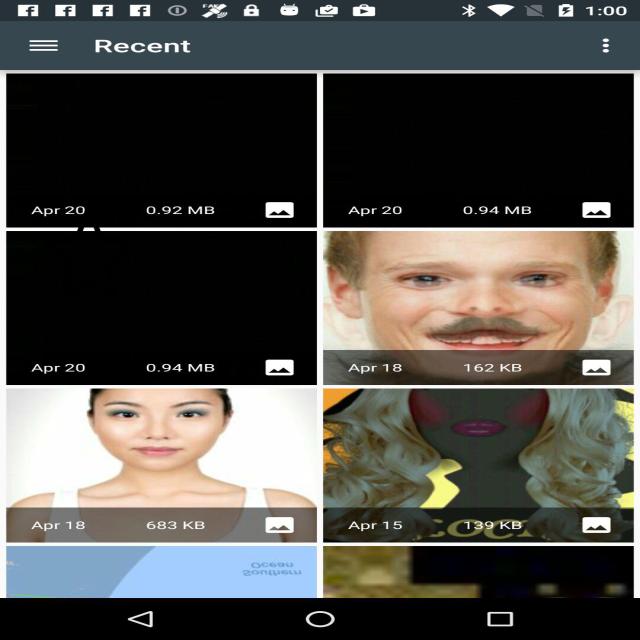 1:00
Recent
Apr 20 0.92 MB
Apr 20 0.94 MB
Apr 20 0.94 MB
Apr 18 162 KB
Apr 18 683 KB
Apr 15 139 KB
Ocean
Southern